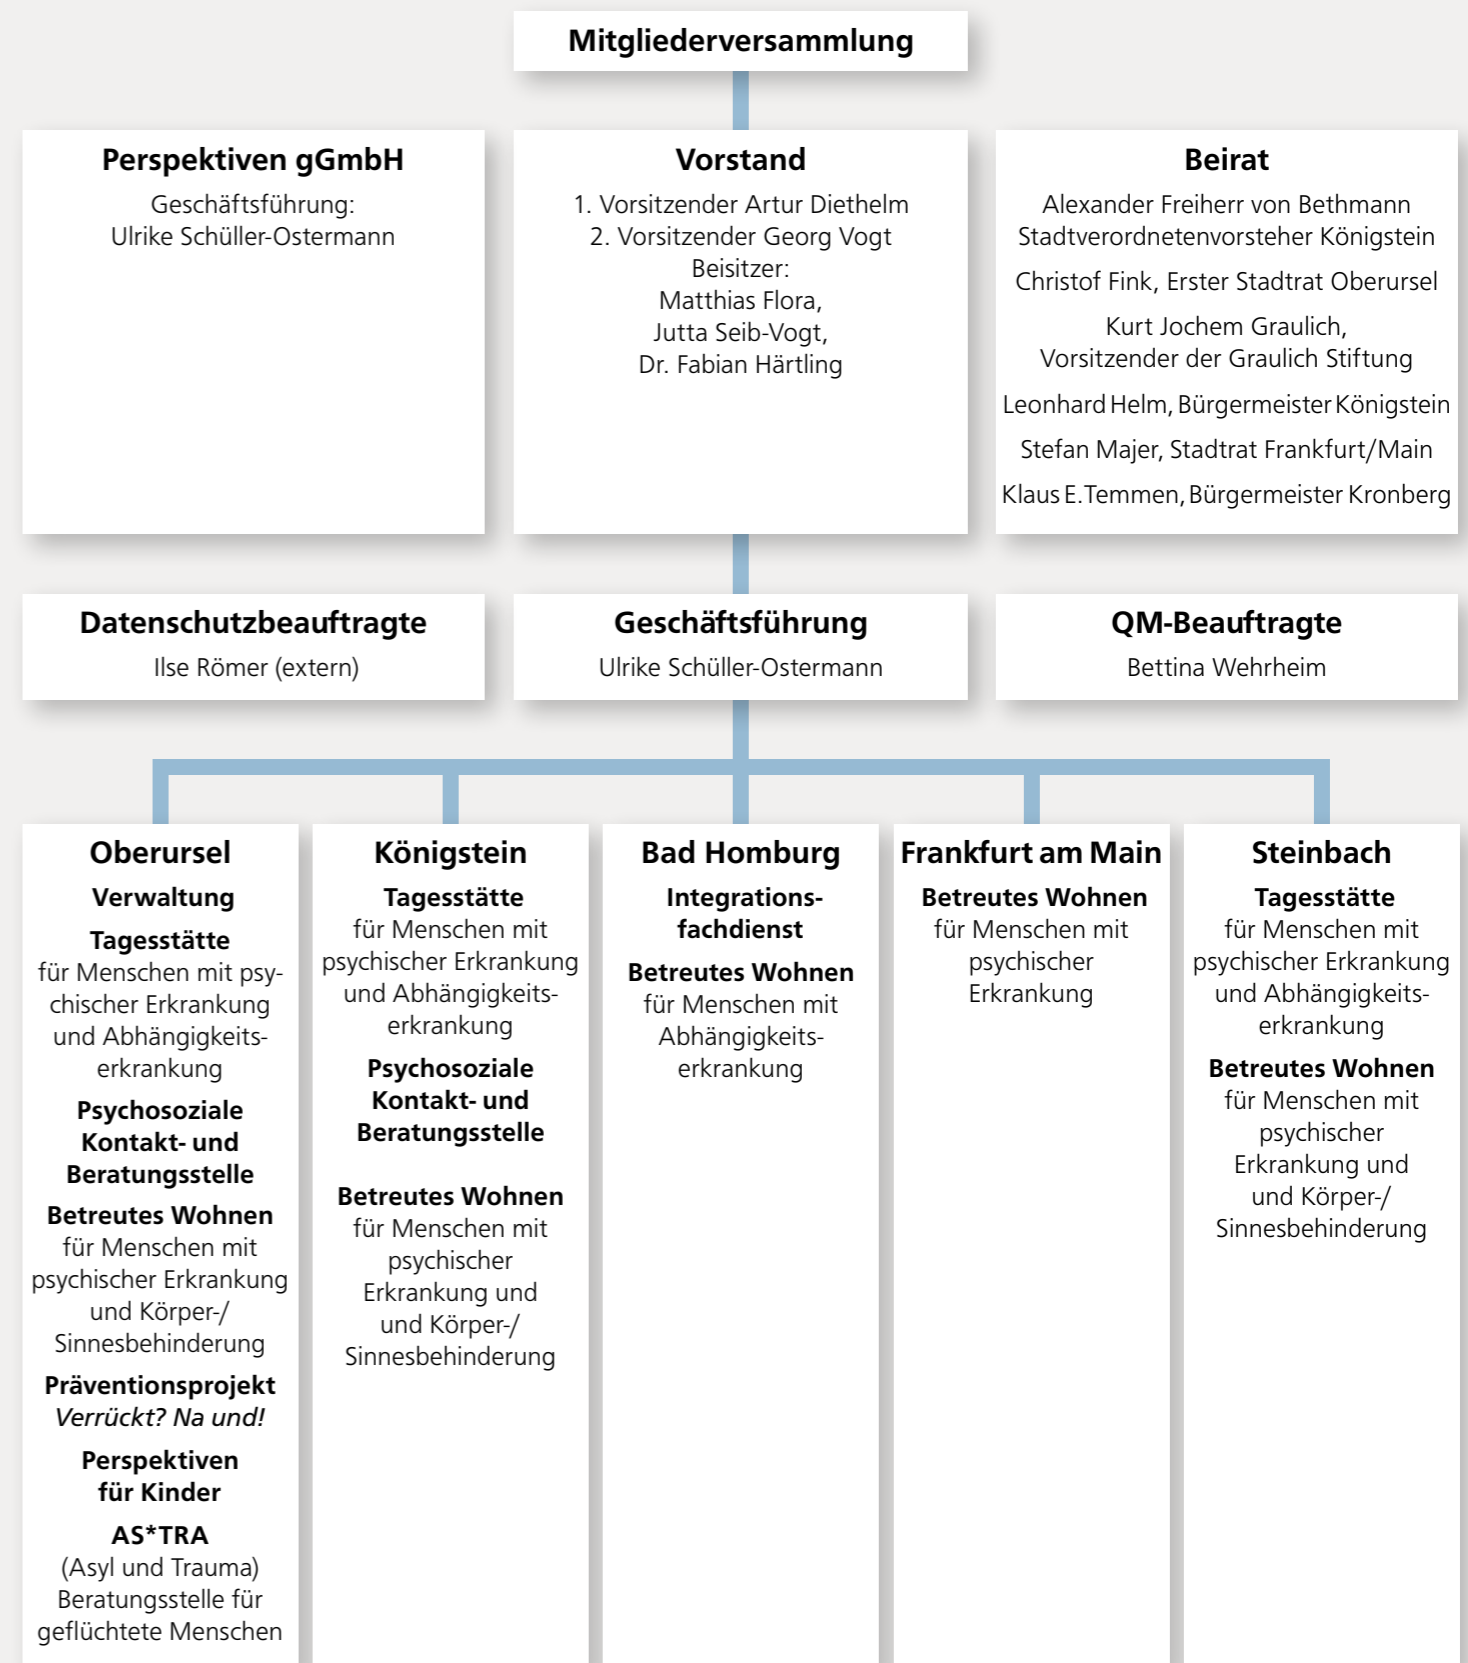 Mitgliederversammlung
Perspektiven gGmbH
Geschäftsführung:
Ulrike Schüller-Ostermann
Vorstand
1. Vorsitzender Artur Diethelm
2. Vorsitzender Georg Vogt
Beisitzer:
Matthias Flora,
Jutta Seib-Vogt,
Dr. Fabian Härtling
Beirat
Alexander Freiherr von Bethmann
Stadtverordnetenvorsteher Königstein
Christof Fink, Erster Stadtrat Oberursel
Kurt Jochem Graulich,
Vorsitzender der Graulich Stiftung
Leonhard Helm, Bürgermeister Königstein
Stefan Majer, Stadtrat Frankfurt/Main
Klaus E.Temmen, Bürgermeister Kronberg
Datenschutzbeauftragte
Ilse Römer (extern)
Geschäftsführung
Ulrike Schüller-Ostermann
QM-Beauftragte
Bettina Wehrheim
Oberursel
Verwaltung
Tagesstätte
für Menschen mit psy-
chischer Erkrankung
und Abhängigkeits-
erkrankung
Psychosoziale
Kontakt- und
Beratungsstelle
Betreutes Wohnen
für Menschen mit
psychischer Erkrankung
und Körper-/
Sinnesbehinderung
Präventionsprojekt
Verrückt? Na und!
Perspektiven
für Kinder
AS*TRA
(Asyl und Trauma)
Beratungsstelle für
geflüchtete Menschen
Königstein
Tagesstätte
für Menschen mit
psychischer Erkrankung
und Abhängigkeits-
erkrankung
Psychosoziale
Kontakt- und
Beratungsstelle
Betreutes Wohnen
für Menschen mit
psychischer
Erkrankung und
und Körper-/
Sinnesbehinderung
Bad Homburg
Integrations-
fachdienst
Betreutes Wohnen
für Menschen mit
Abhängigkeits-
erkrankung
Frankfurt am Main
Betreutes Wohnen
für Menschen mit
psychischer
Erkrankung
Steinbach
Tagesstätte
für Menschen mit
psychischer Erkrankung
und Abhängigkeits-
erkrankung
Betreutes Wohnen
für Menschen mit
psychischer
Erkrankung und
und Körper-/
Sinnesbehinderung